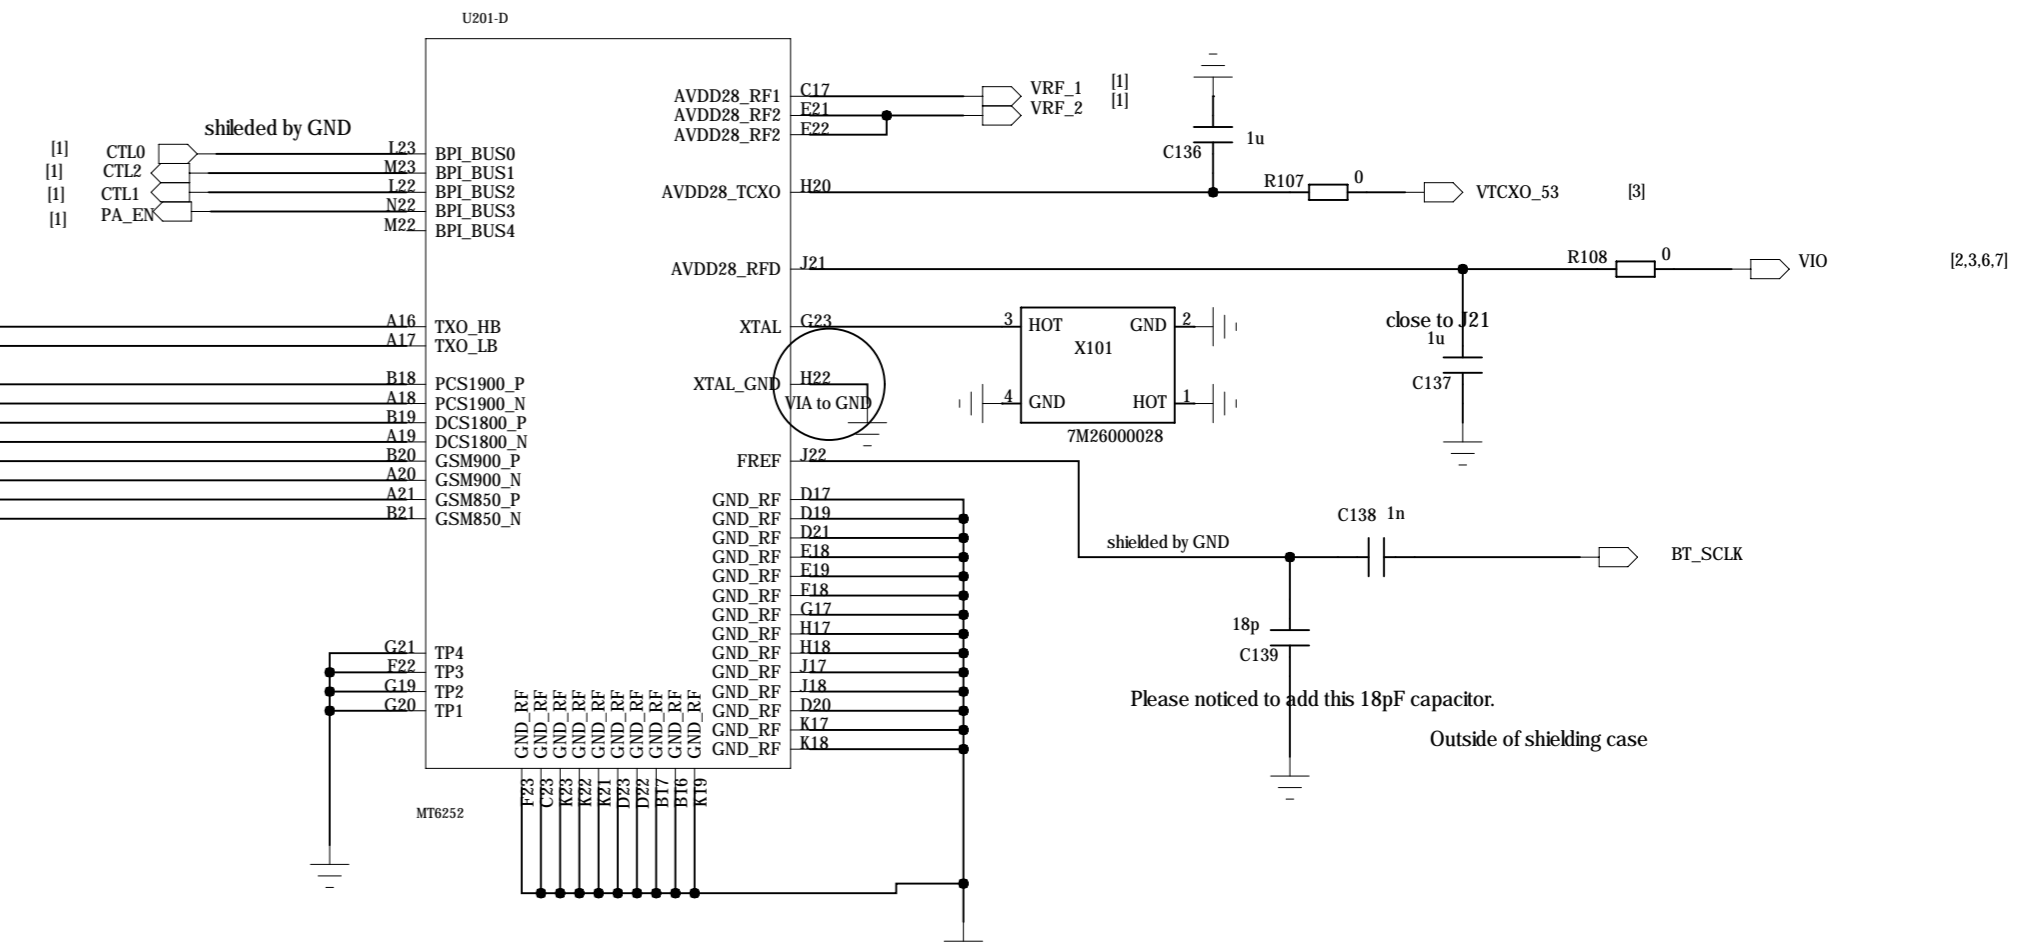 U201-D
shileded by GND
[1] CTL0 L23 BPI_BUS0
[1] CTL2 M23 BPI_BUS1
[1] CTL1 L22 BPI_BUS2
[1] PA_EN N22 BPI_BUS3
M22 BPI_BUS4
A16 TXO_HB
A17 TXO_LB
B18 PCS1900_P
A18 PCS1900_N
B19 DCS1800_P
A19 DCS1800_N
B20 GSM900_P
A20 GSM900_N
A21 GSM850_P
B21 GSM850_N
G21 TP4
F22 TP3
G19 TP2
G20 TP1
AVDD28_RF1 C17 VRF_1 [1]
AVDD28_RF2 E21 VRF_2 [1]
AVDD28_RF2 E22
C136 1u
AVDD28_TCXO H20 R107 0 VTCXO_53 [3]
AVDD28_RFD J21 R108 0 VIO [2,3,6,7]
close to J21
1u
C137
XTAL G23 3 HOT GND 2
X101
XTAL_GND H22
VIA to GND
4 GND HOT 1
7M26000028
FREF J22
C138 1n
shielded by GND
BT_SCLK
18p
C139
Please noticed to add this 18pF capacitor.
Outside of shielding case
GND_RF D17
GND_RF D19
GND_RF D21
GND_RF E18
GND_RF E19
GND_RF F18
GND_RF G17
GND_RF H17
GND_RF H18
GND_RF J17
GND_RF J18
GND_RF D20
GND_RF K17
GND_RF K18
GND_RF F23
GND_RF C23
GND_RF K23
GND_RF K22
GND_RF K21
GND_RF D23
GND_RF D22
GND_RF B17
GND_RF B16
GND_RF K19
MT6252